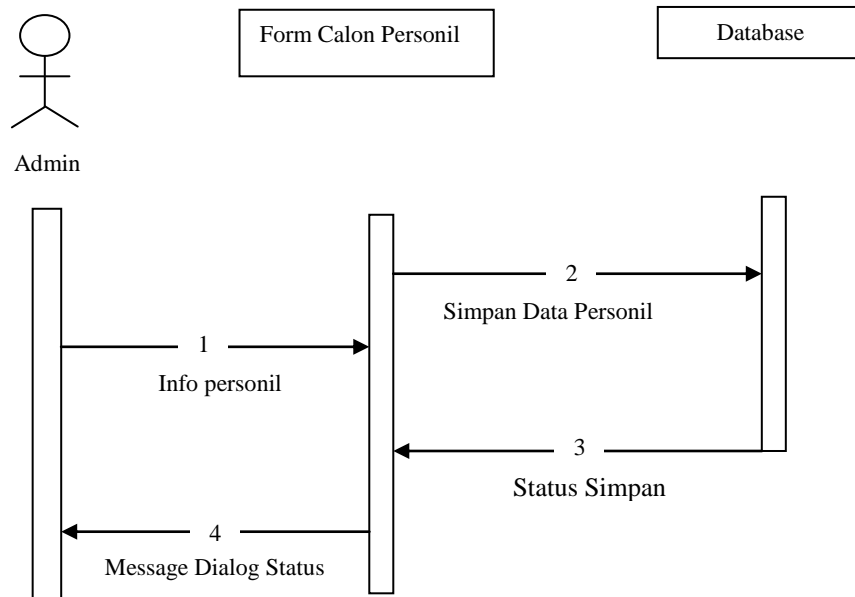 Form Calon Personil
Database
Admin
2
Simpan Data Personil
1
Info personil
3
Status Simpan
4
Message Dialog Status